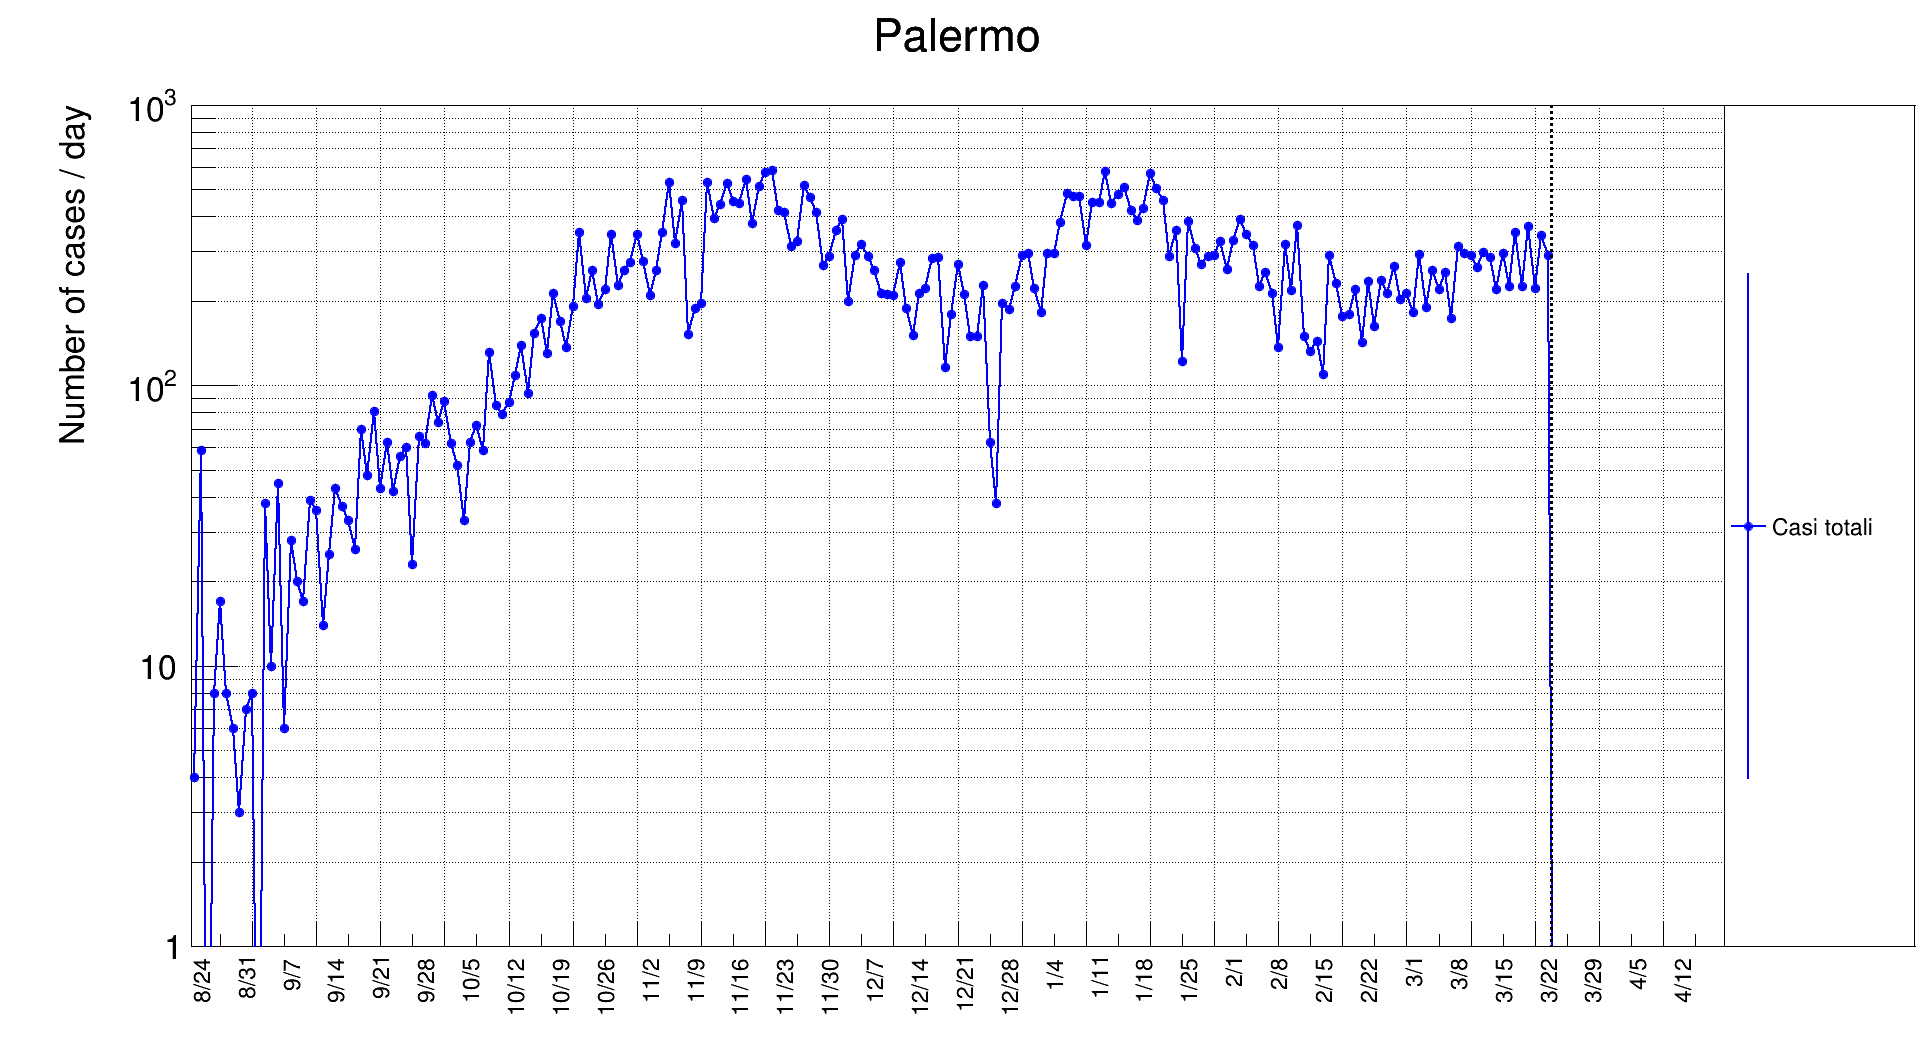 Palermo
Number of cases / day
10³
10²
10
1
8/24 8/31 9/7 9/14 9/21 9/28 10/5 10/12 10/19 10/26 11/2 11/9 11/16 11/23 11/30 12/7 12/14 12/21 12/28 1/4 1/11 1/18 1/25 2/1 2/8 2/15 2/22 3/1 3/8 3/15 3/22 3/29 4/5 4/12
Casi totali